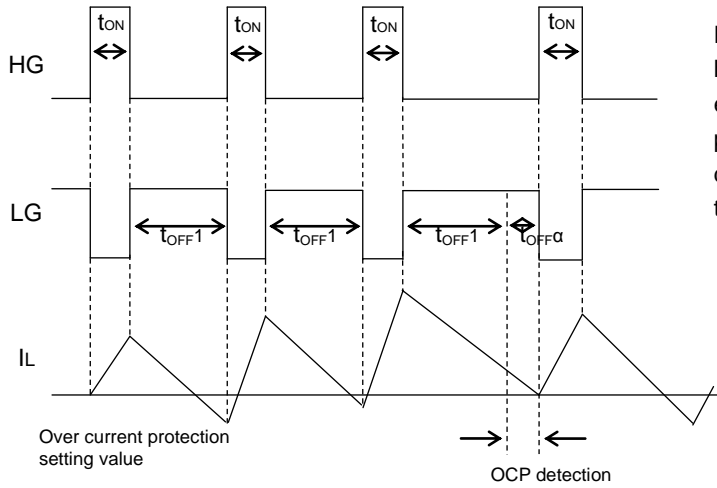 tON tON tON tON
HG
LG
tOFF1 tOFF1 tOFF1 tOFFα
IL
Over current protection
setting value
OCP detection